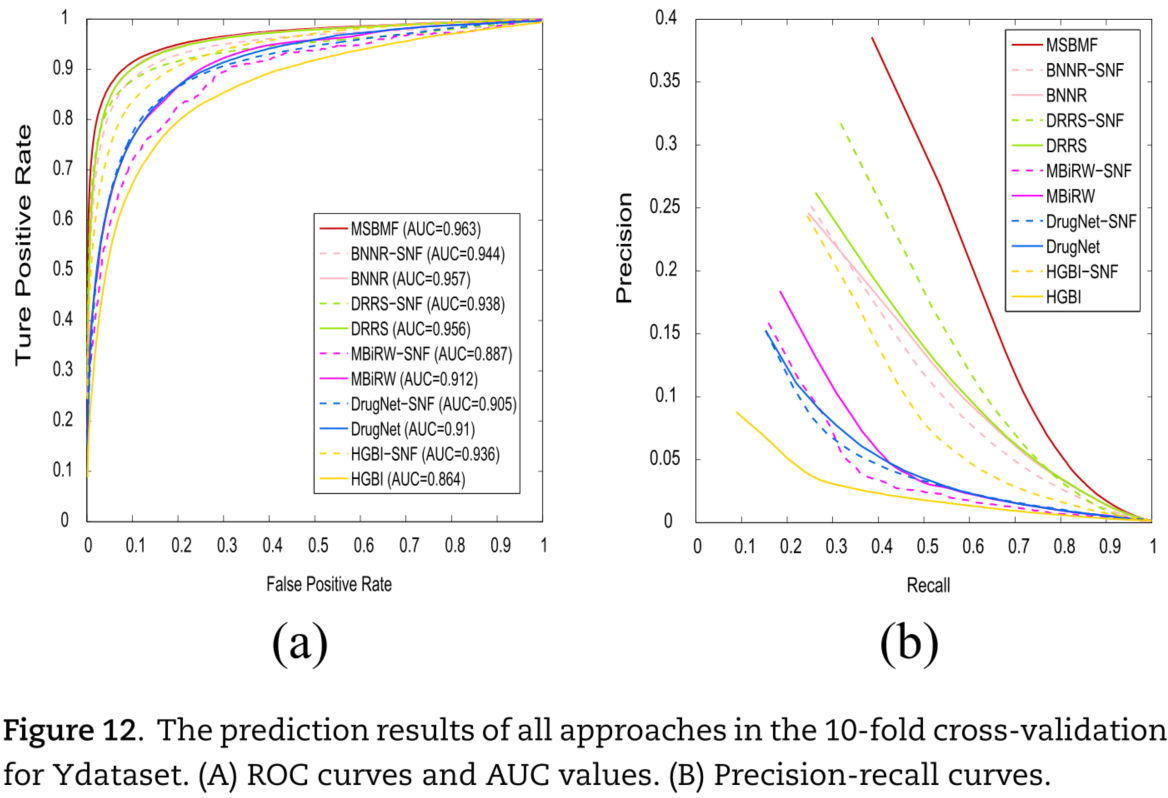 1
0.9
0.8
0.7
0.6
0.5
0.4
0.3
0.2
0.1
0
Ture Positive Rate
MSBMF (AUC=0.963)
BNNR−SNF (AUC=0.944)
BNNR (AUC=0.957)
DRRS−SNF (AUC=0.938)
DRRS (AUC=0.956)
MBiRW−SNF (AUC=0.887)
MBiRW (AUC=0.912)
DrugNet−SNF (AUC=0.905)
DrugNet (AUC=0.91)
HGBI−SNF (AUC=0.936)
HGBI (AUC=0.864)
0 0.1 0.2 0.3 0.4 0.5 0.6 0.7 0.8 0.9 1
False Positive Rate
(a)
0.4
0.35
0.3
0.25
0.2
0.15
0.1
0.05
0
Precision
MSBMF
BNNR−SNF
BNNR
DRRS−SNF
DRRS
MBiRW−SNF
MBiRW
DrugNet−SNF
DrugNet
HGBI−SNF
HGBI
0 0.1 0.2 0.3 0.4 0.5 0.6 0.7 0.8 0.9 1
Recall
(b)
Figure 12. The prediction results of all approaches in the 10-fold cross-validation
for Ydataset. (A) ROC curves and AUC values. (B) Precision-recall curves.